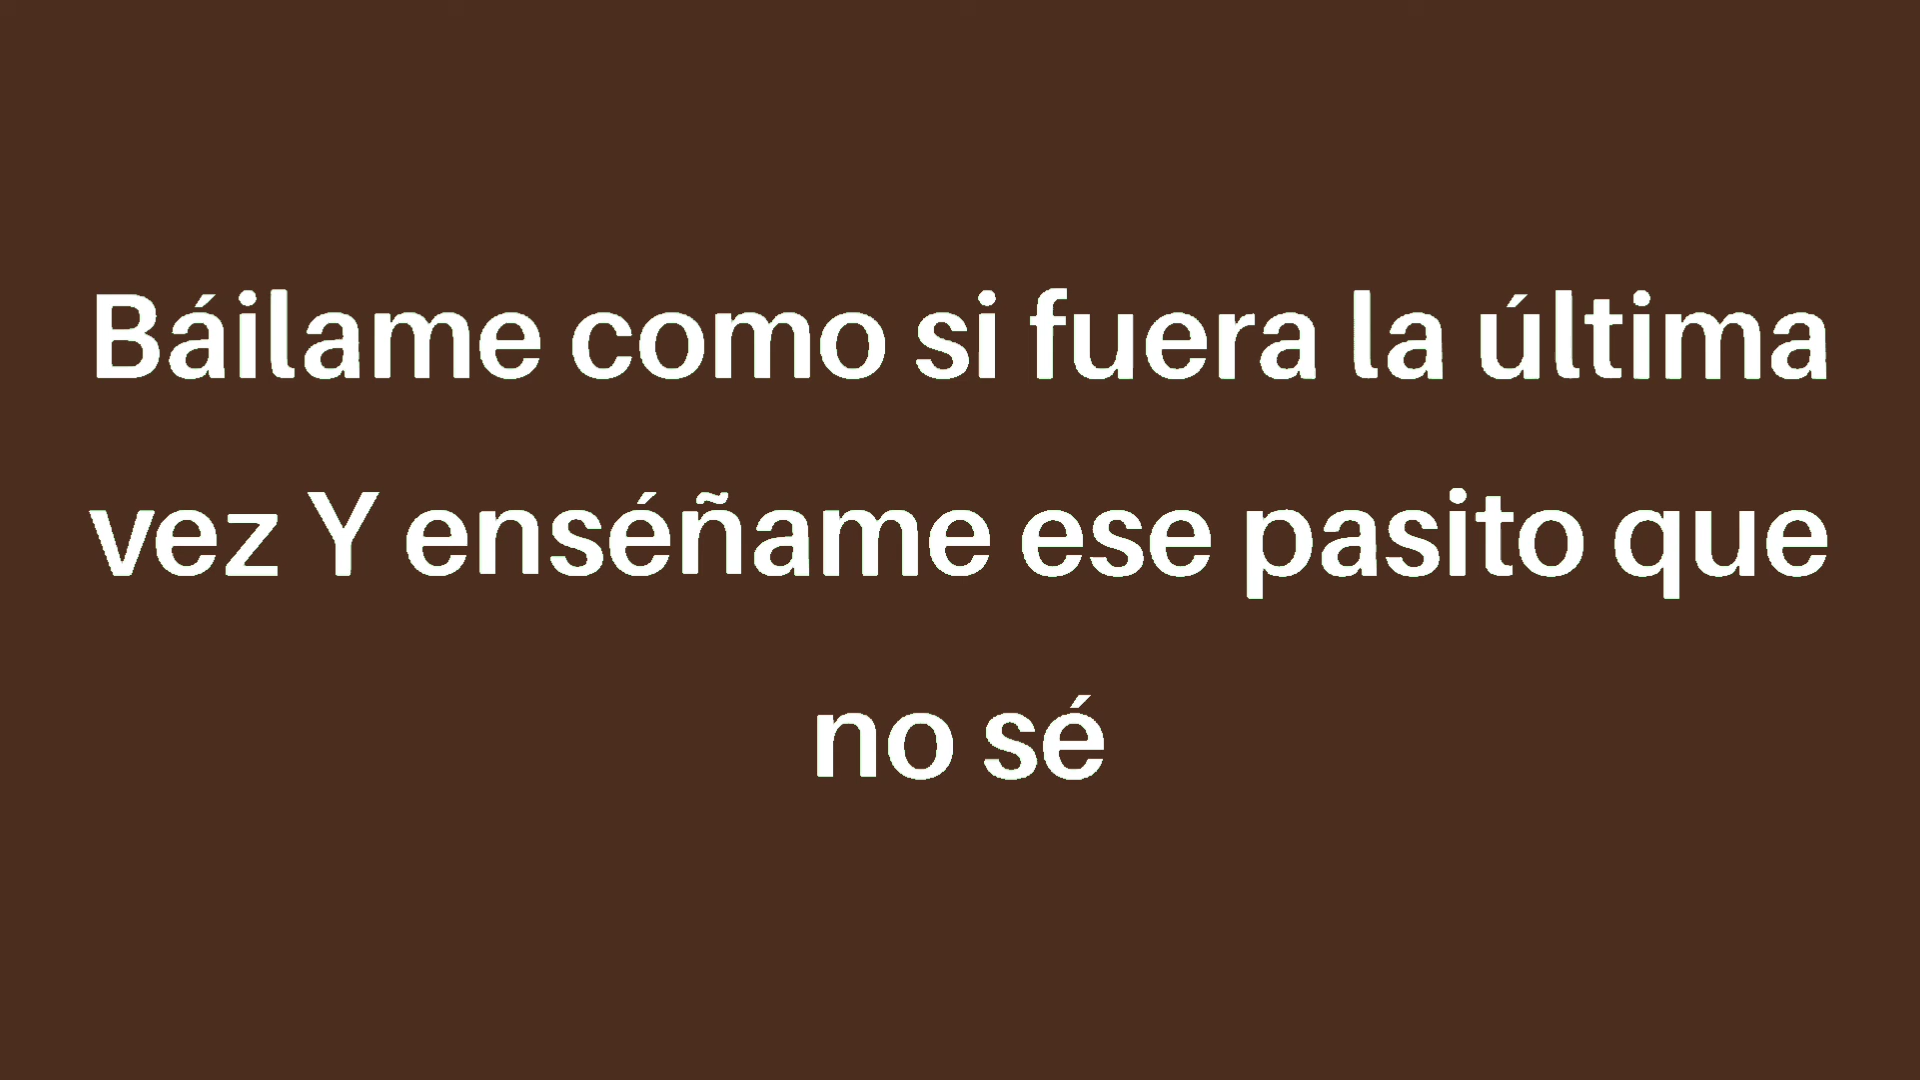 Báilame como si fuera la última
vez Y enséñame ese pasito que
no sé